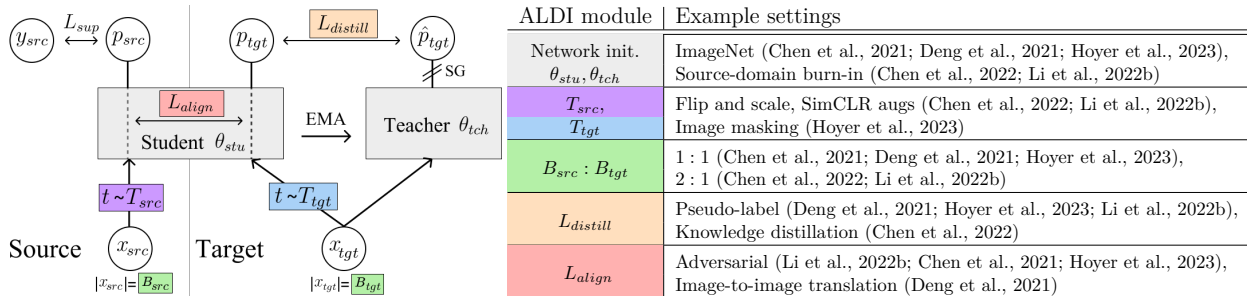 y_src L_sup p_src
p_tgt L_distill p̂_tgt
SG
L_align
Student θ_stu
EMA
Teacher θ_tch
t ~ T_src
t ~ T_tgt
Source
x_src
Target
x_tgt
|x_src|= B_src
|x_tgt|= B_tgt
ALDI module Example settings
Network init. ImageNet (Chen et al., 2021; Deng et al., 2021; Hoyer et al., 2023),
θ_stu, θ_tch Source-domain burn-in (Chen et al., 2022; Li et al., 2022b)
T_src, Flip and scale, SimCLR augs (Chen et al., 2022; Li et al., 2022b),
T_tgt Image masking (Hoyer et al., 2023)
B_src : B_tgt 1 : 1 (Chen et al., 2021; Deng et al., 2021; Hoyer et al., 2023),
2 : 1 (Chen et al., 2022; Li et al., 2022b)
L_distill Pseudo-label (Deng et al., 2021; Hoyer et al., 2023; Li et al., 2022b),
Knowledge distillation (Chen et al., 2022)
L_align Adversarial (Li et al., 2022b; Chen et al., 2021; Hoyer et al., 2023),
Image-to-image translation (Deng et al., 2021)